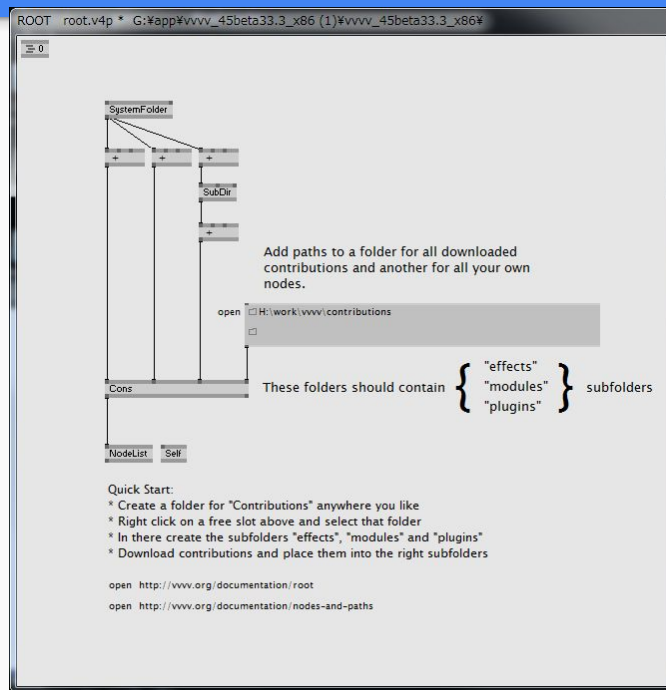 ROOT root.v4p * G:¥app¥vvvv_45beta33.3_x86 (1)¥vvvv_45beta33.3_x86¥
0
SystemFolder
+ + +
SubDir
+
Add paths to a folder for all downloaded
contributions and another for all your own
nodes.
open H:\work\vvvv\contributions
Cons
These folders should contain { "effects" "modules" "plugins" } subfolders
NodeList Self
Quick Start:
* Create a folder for "Contributions" anywhere you like
* Right click on a free slot above and select that folder
* In there create the subfolders "effects", "modules" and "plugins"
* Download contributions and place them into the right subfolders
open http://vvvv.org/documentation/root
open http://vvvv.org/documentation/nodes-and-paths